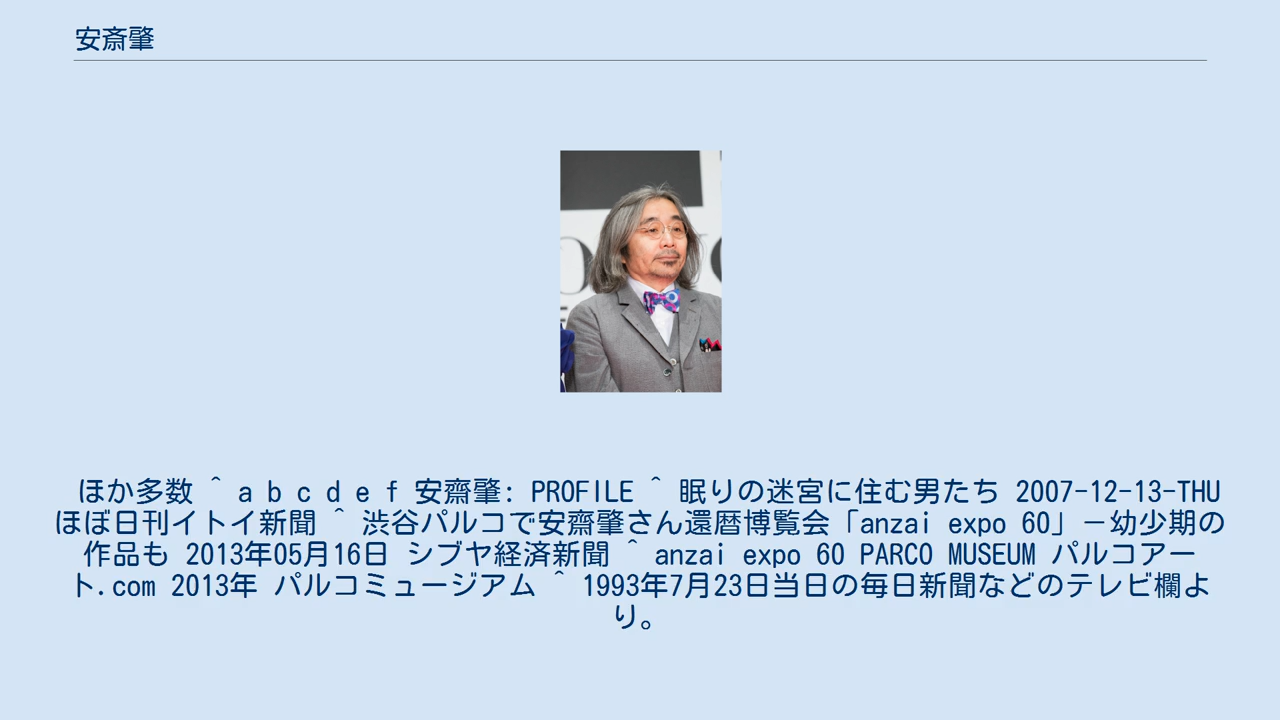 安斎肇
ほか多数 ^ a b c d e f 安齋肇: PROFILE ^ 眠りの迷宮に住む男たち 2007-12-13-THU
ほぼ日刊イトイ新聞 ^ 渋谷パルコで安齋肇さん還暦博覧会「anzai expo 60」－幼少期の
作品も 2013年05月16日 シブヤ経済新聞 ^ anzai expo 60 PARCO MUSEUM パルコアー
ト.com 2013年 パルコミュージアム ^ 1993年7月23日当日の毎日新聞などのテレビ欄よ
り。